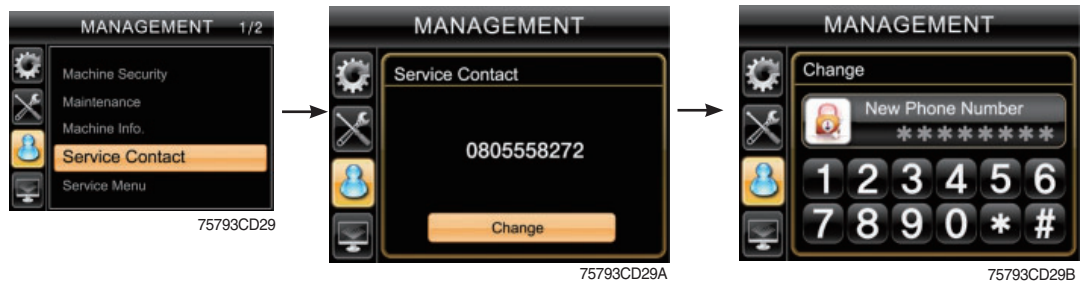 MANAGEMENT 1/2
Machine Security
Maintenance
Machine Info.
Service Contact
Service Menu
75793CD29
MANAGEMENT
Service Contact
0805558272
Change
75793CD29A
MANAGEMENT
Change
New Phone Number
********
1 2 3 4 5 6
7 8 9 0 * #
75793CD29B